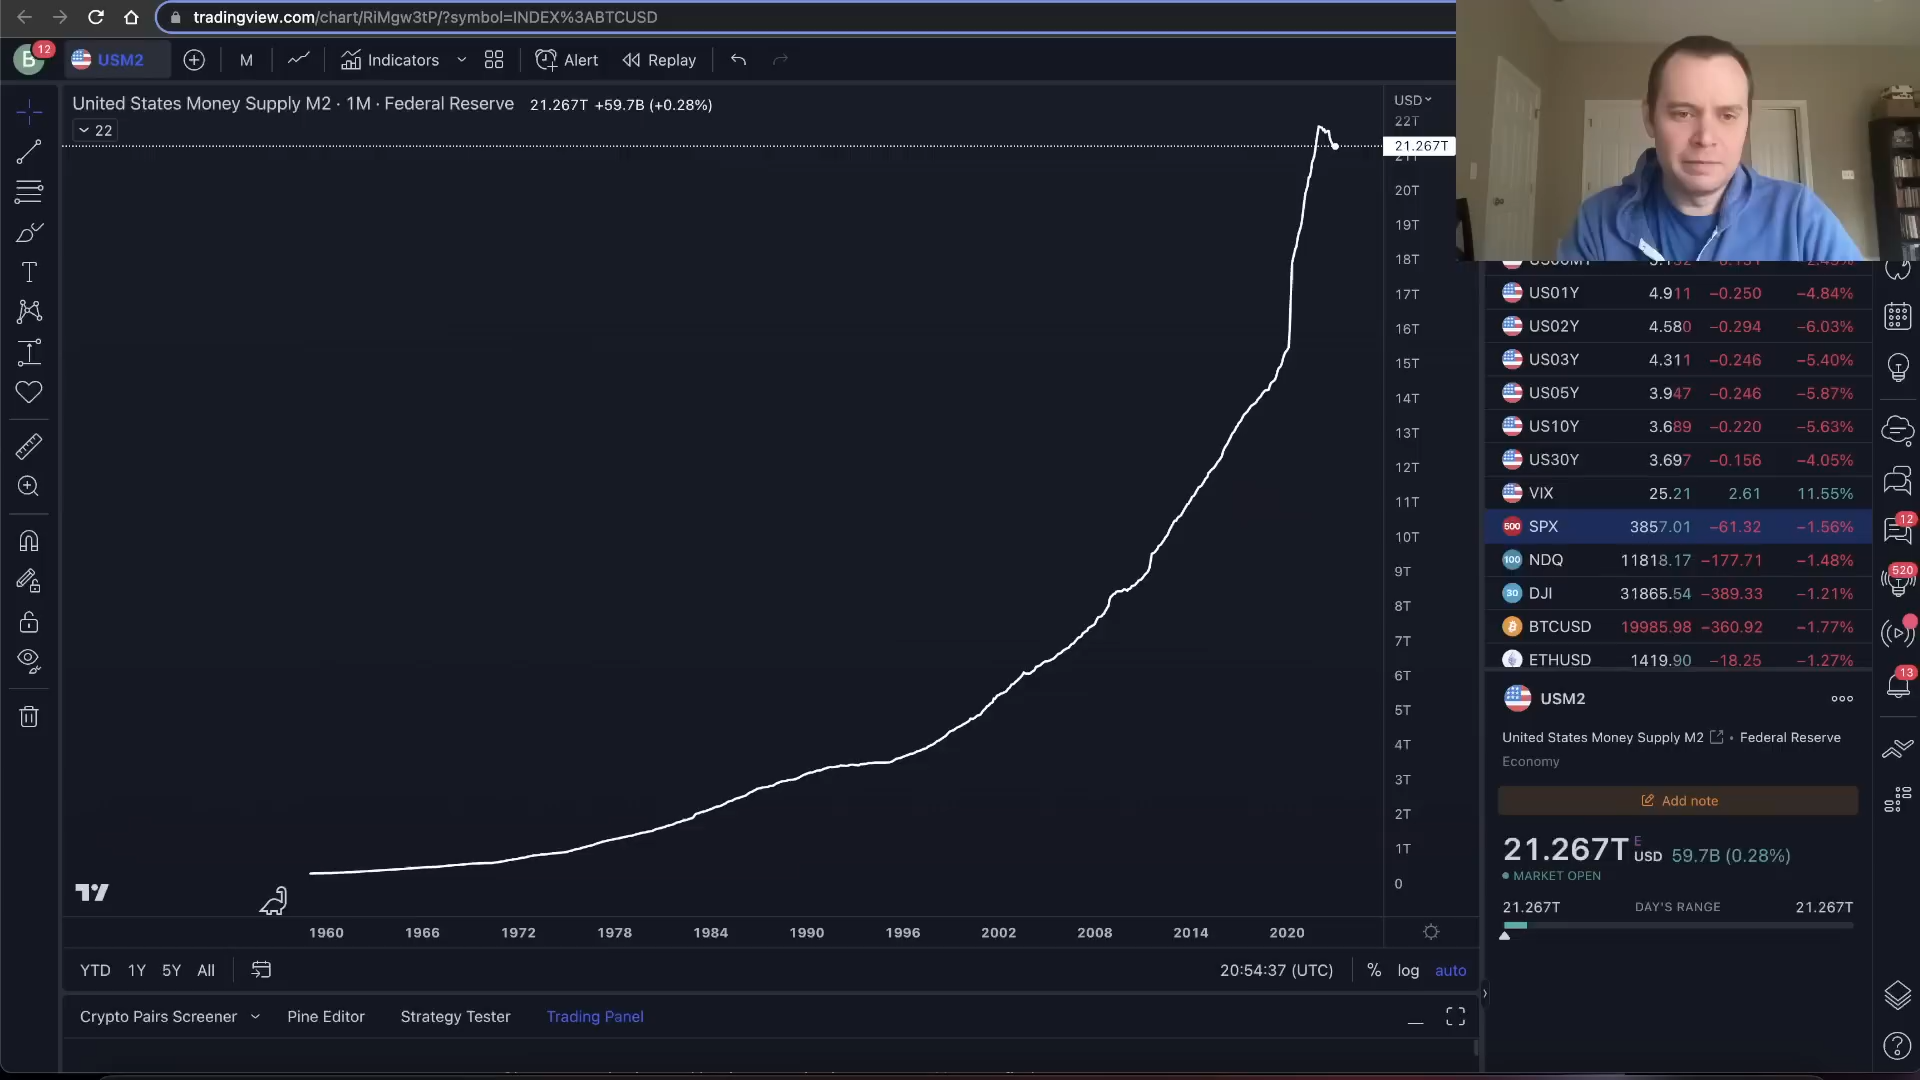 tradingview.com/chart/RiMgw3tP/?symbol=INDEX%3ABTCUSD
B 12 USM2 M Indicators Alert Replay
United States Money Supply M2 · 1M · Federal Reserve 21.267T +59.7B (+0.28%)
22
USD
22T
21.267T
21T
20T
19T
18T
17T
16T
15T
14T
13T
12T
11T
10T
9T
8T
7T
6T
5T
4T
3T
2T
1T
0
1960 1966 1972 1978 1984 1990 1996 2002 2008 2014 2020
YTD 1Y 5Y All 20:54:37 (UTC) % log auto
Crypto Pairs Screener Pine Editor Strategy Tester Trading Panel
US01Y 4.911 −0.250 −4.84%
US02Y 4.580 −0.294 −6.03%
US03Y 4.311 −0.246 −5.40%
US05Y 3.947 −0.246 −5.87%
US10Y 3.689 −0.220 −5.63%
US30Y 3.697 −0.156 −4.05%
VIX 25.21 2.61 11.55%
500 SPX 3857.01 −61.32 −1.56%
100 NDQ 11818.17 −177.71 −1.48%
30 DJI 31865.54 −389.33 −1.21%
BTCUSD 19985.98 −360.92 −1.77%
ETHUSD 1419.90 −18.25 −1.27%
USM2
United States Money Supply M2 • Federal Reserve
Economy
Add note
21.267T E USD 59.7B (0.28%)
MARKET OPEN
21.267T DAY'S RANGE 21.267T
12
520
13